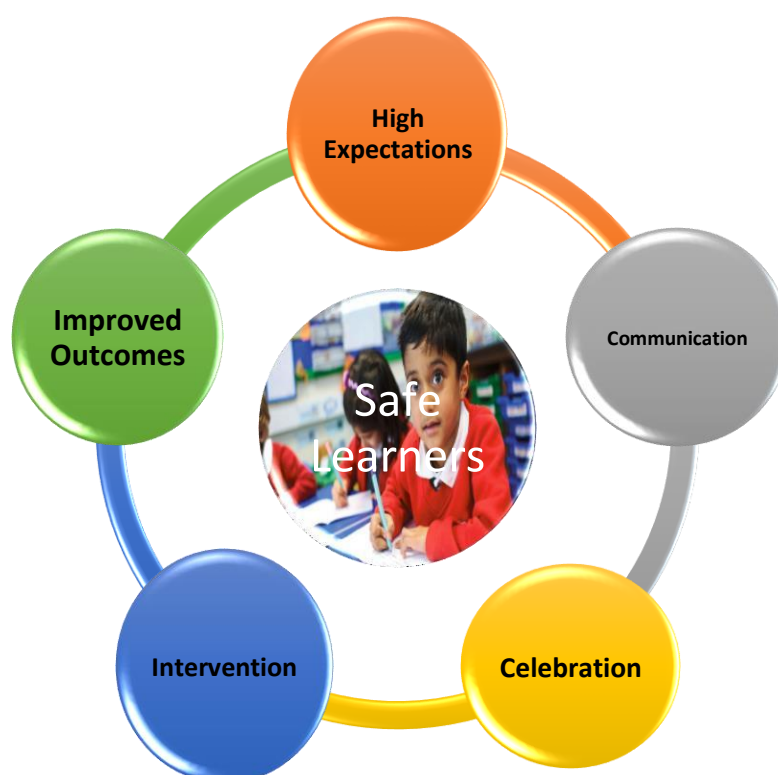 High
Expectations
Communication
Celebration
Intervention
Improved
Outcomes
Safe
Learners